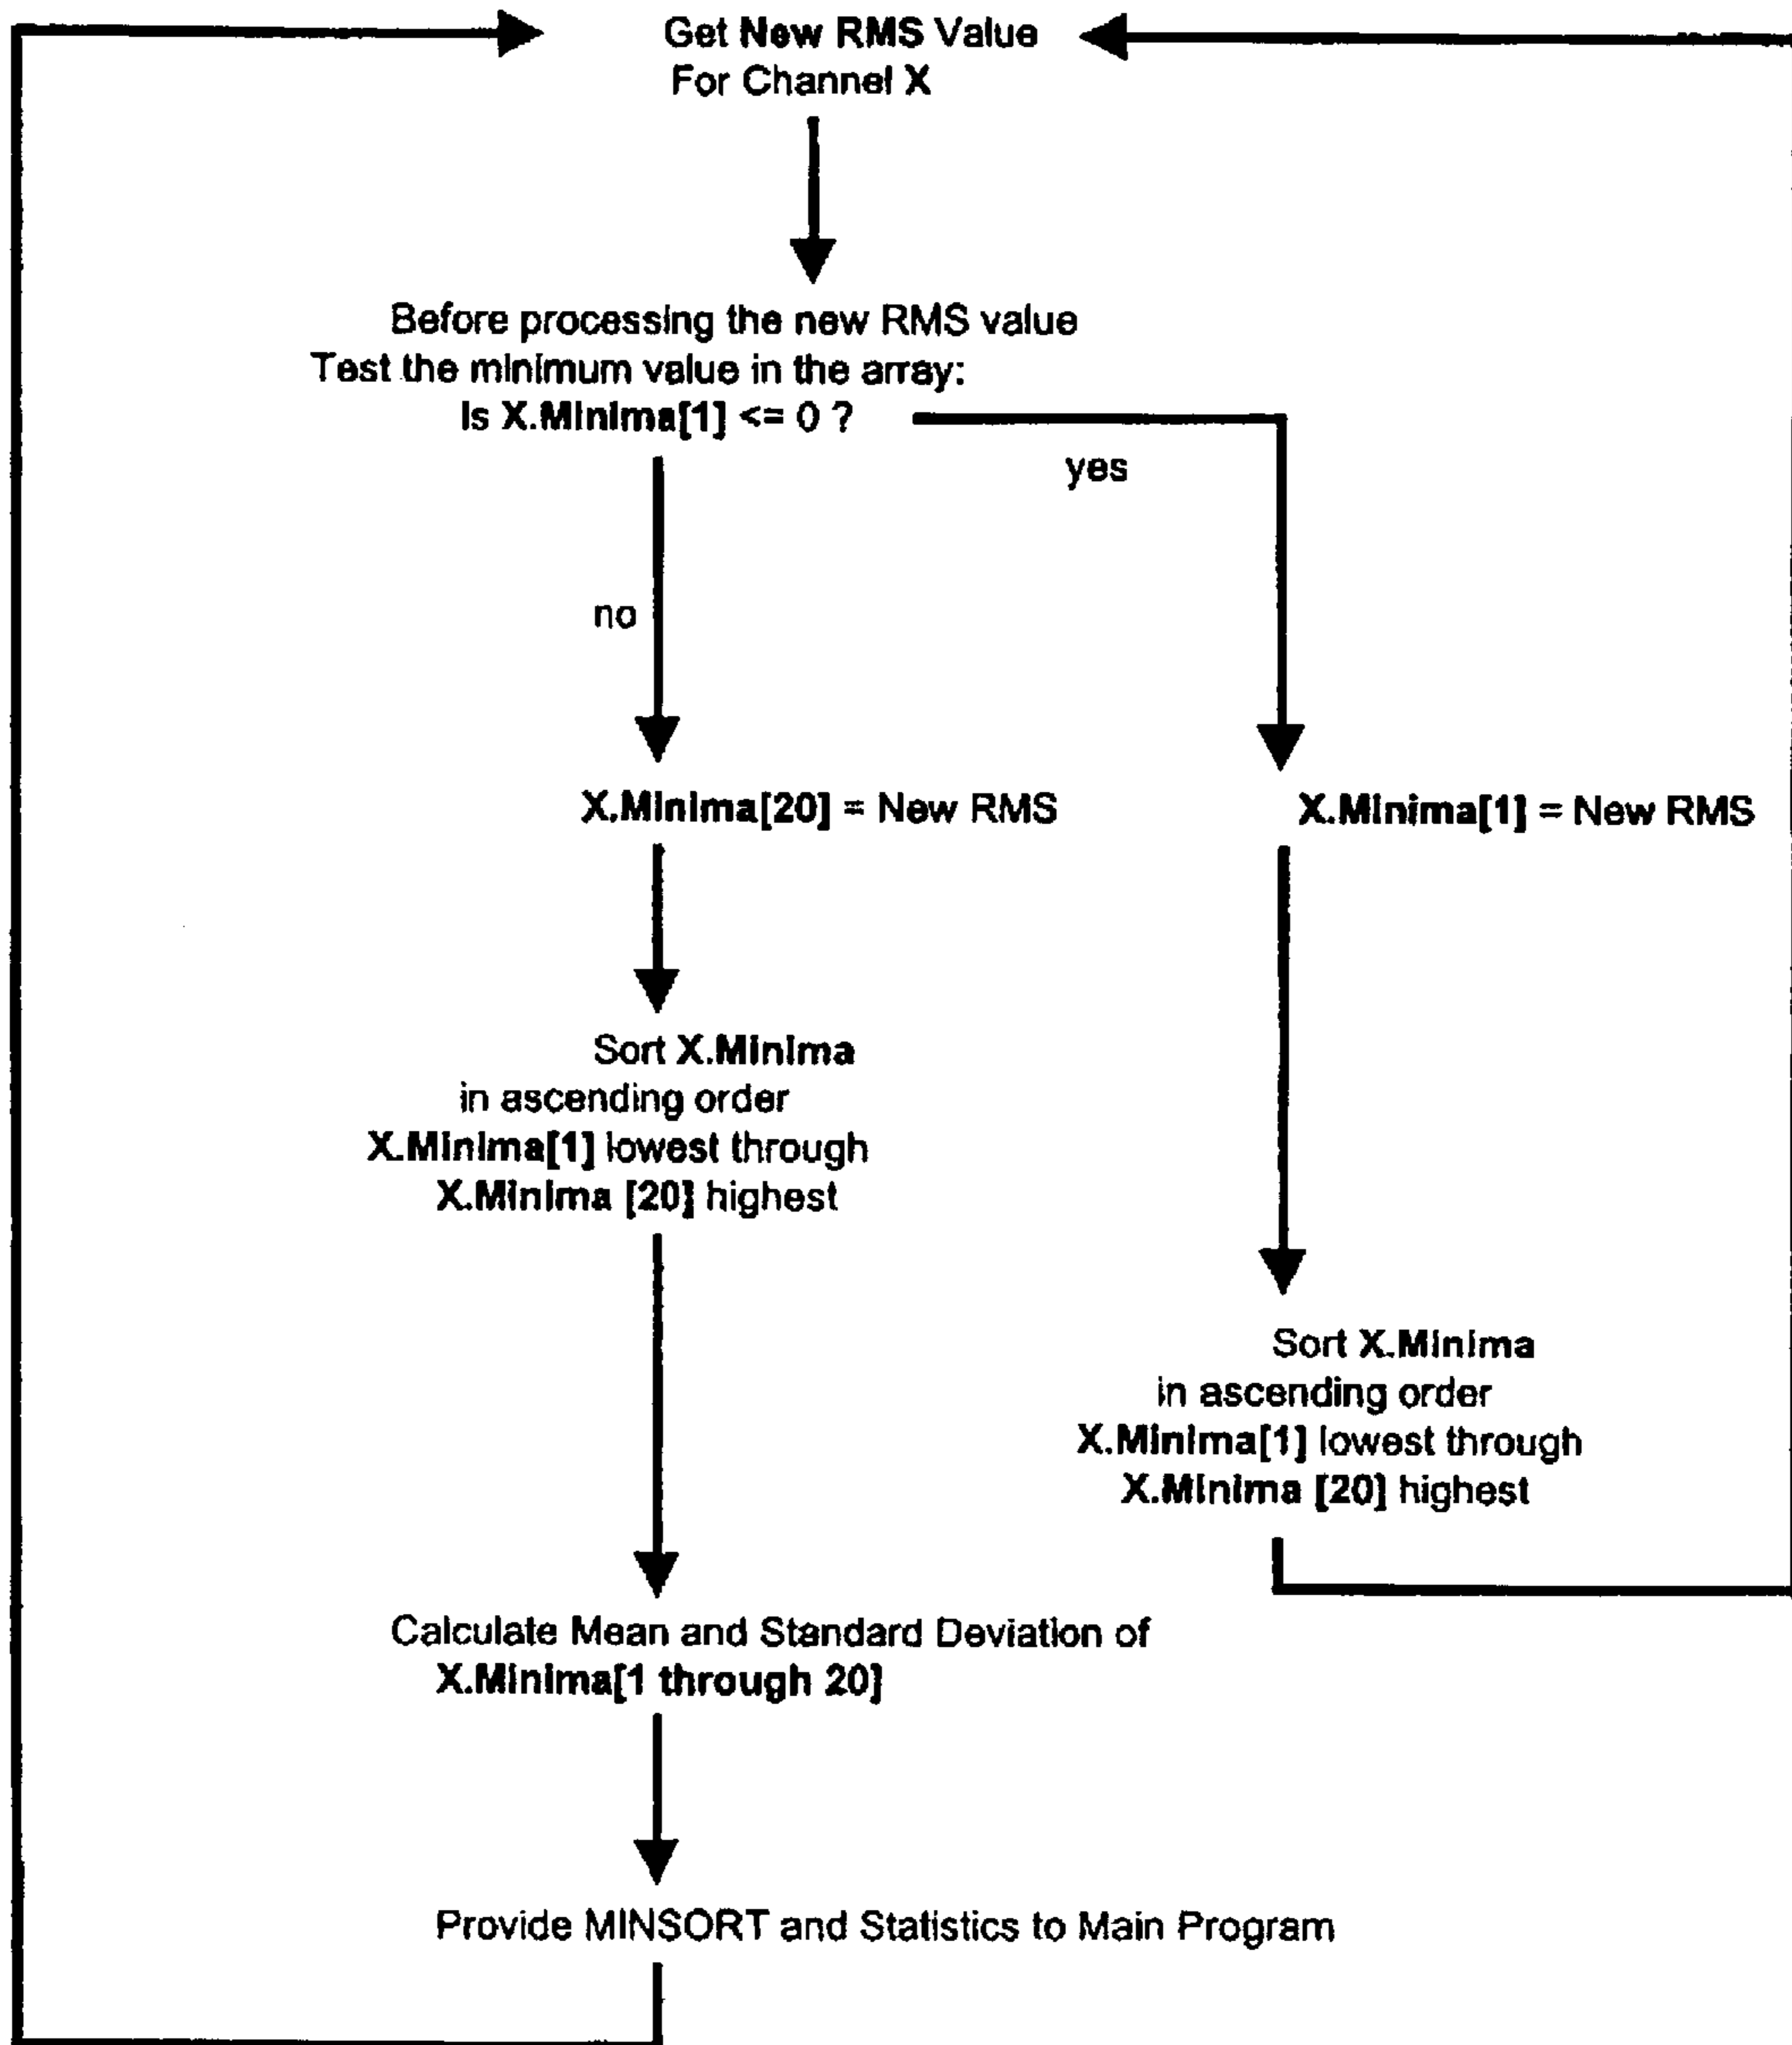 Get New RMS Value
For Channel X
Before processing the new RMS value
Test the minimum value in the array:
Is X.Minima[1] <= 0 ?
yes
no
X.Minima[20] = New RMS
X.Minima[1] = New RMS
Sort X.Minima
in ascending order
X.Minima[1] lowest through
X.Minima [20] highest
Sort X.Minima
in ascending order
X.Minima[1] lowest through
X.Minima [20] highest
Calculate Mean and Standard Deviation of
X.Minima[1 through 20]
Provide MINSORT and Statistics to Main Program